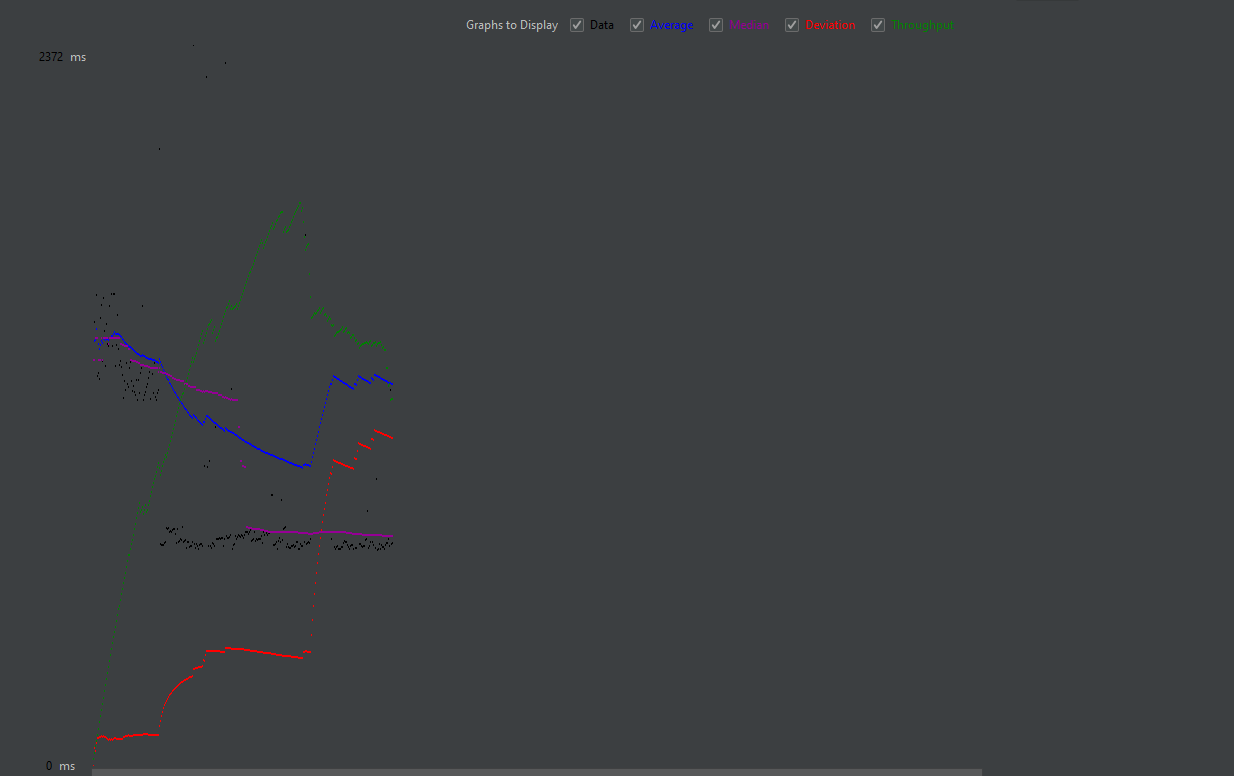 Graphs to Display Data Average Median Deviation Throughput
2372 ms
0 ms